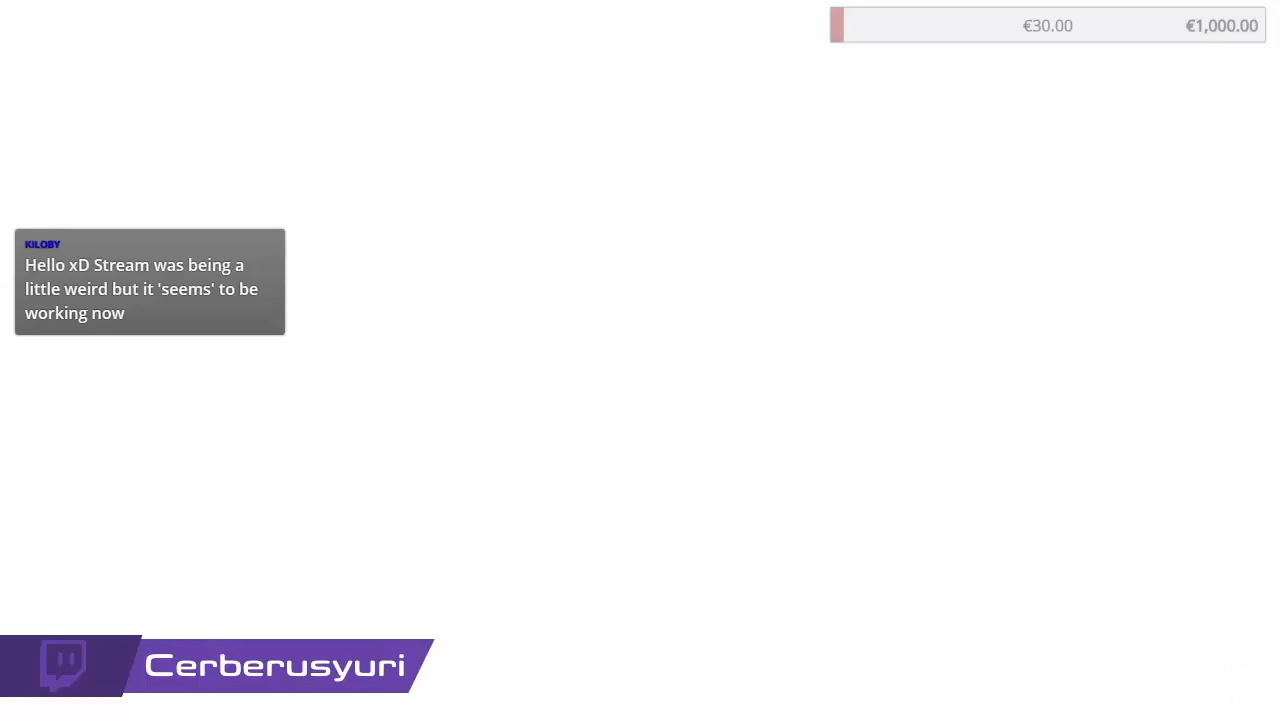 €30.00 €1,000.00
KILOBY
Hello xD Stream was being a
little weird but it 'seems' to be
working now
Cerberusyuri